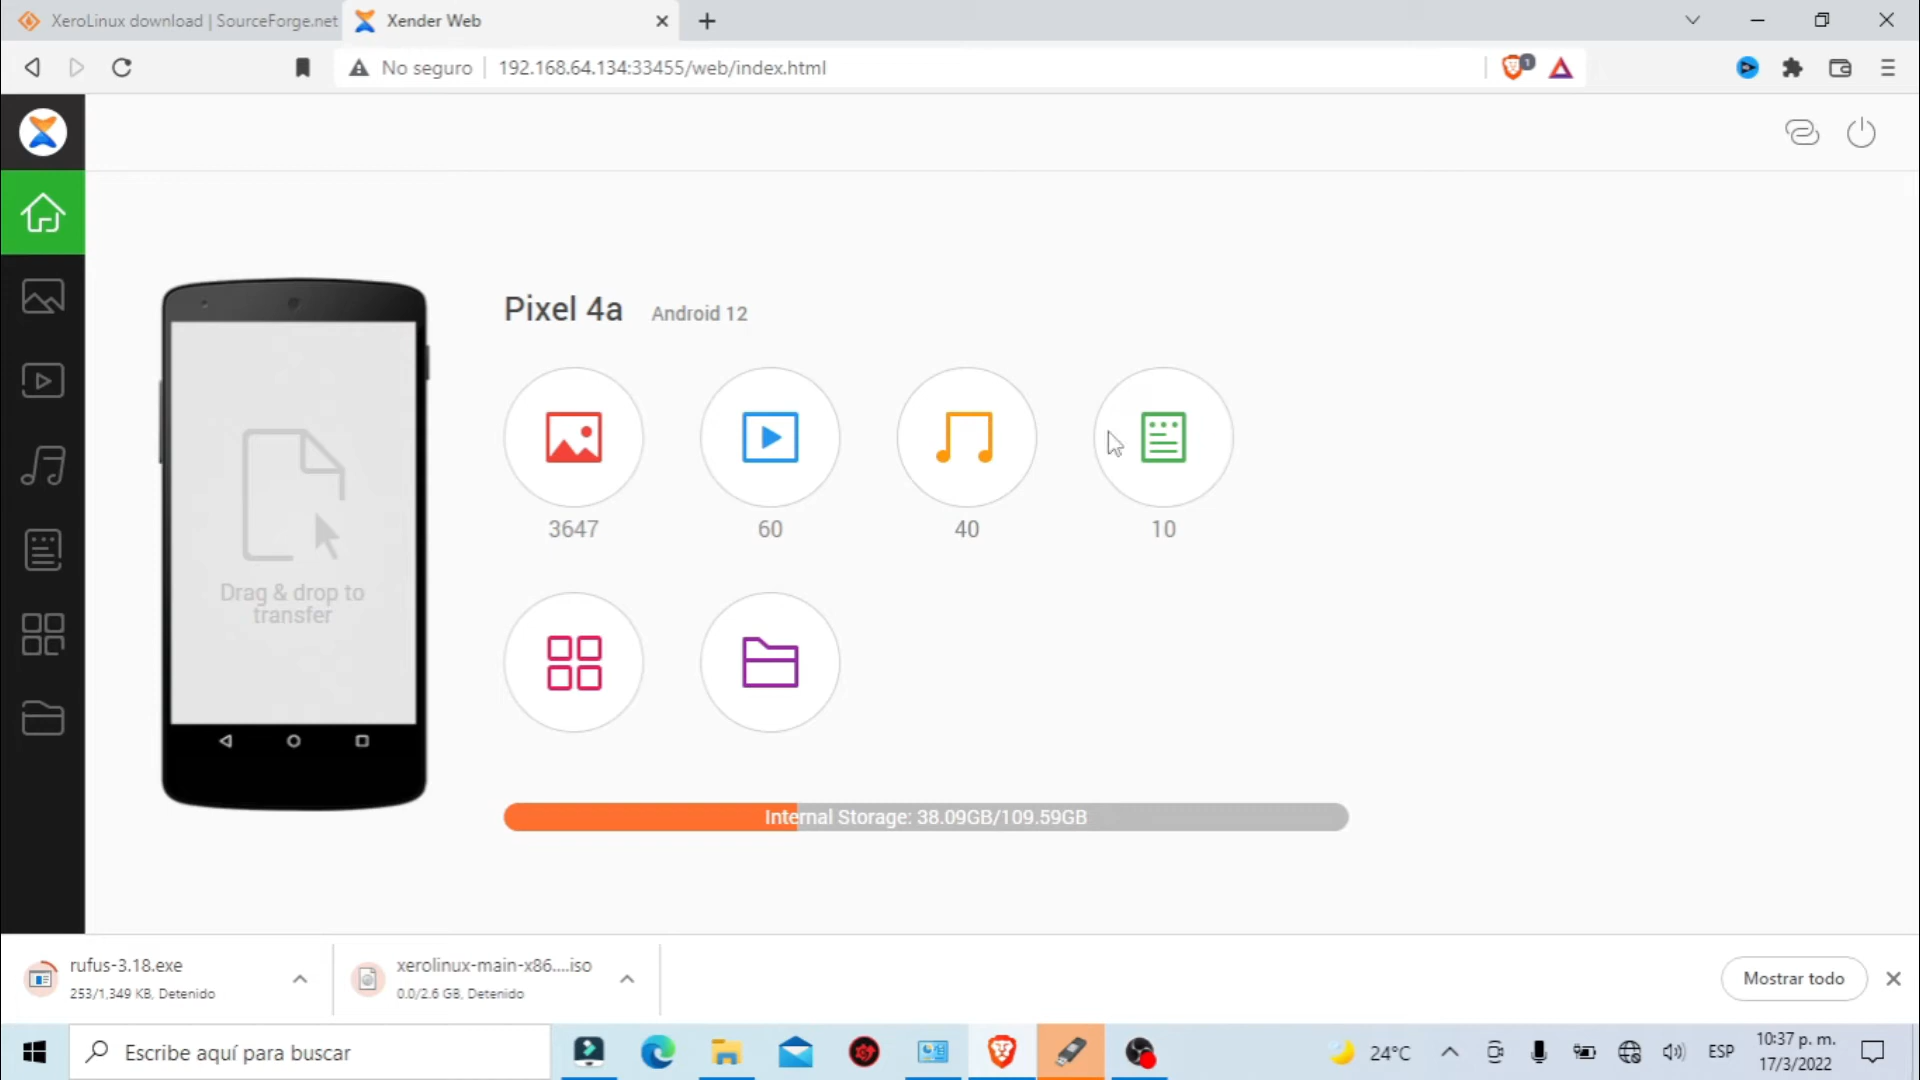 XeroLinux download | SourceForge.net
Xender Web
No seguro
192.168.64.134:33455/web/index.html
1
Pixel 4a
Android 12
3647
60
40
10
Drag & drop to
transfer
Internal Storage: 38.09GB/109.59GB
rufus-3.18.exe
253/1,349 KB, Detenido
xerolinux-main-x86....iso
0.0/2.6 GB, Detenido
Mostrar todo
Escribe aquí para buscar
24°C
ESP
10:37 p. m.
17/3/2022